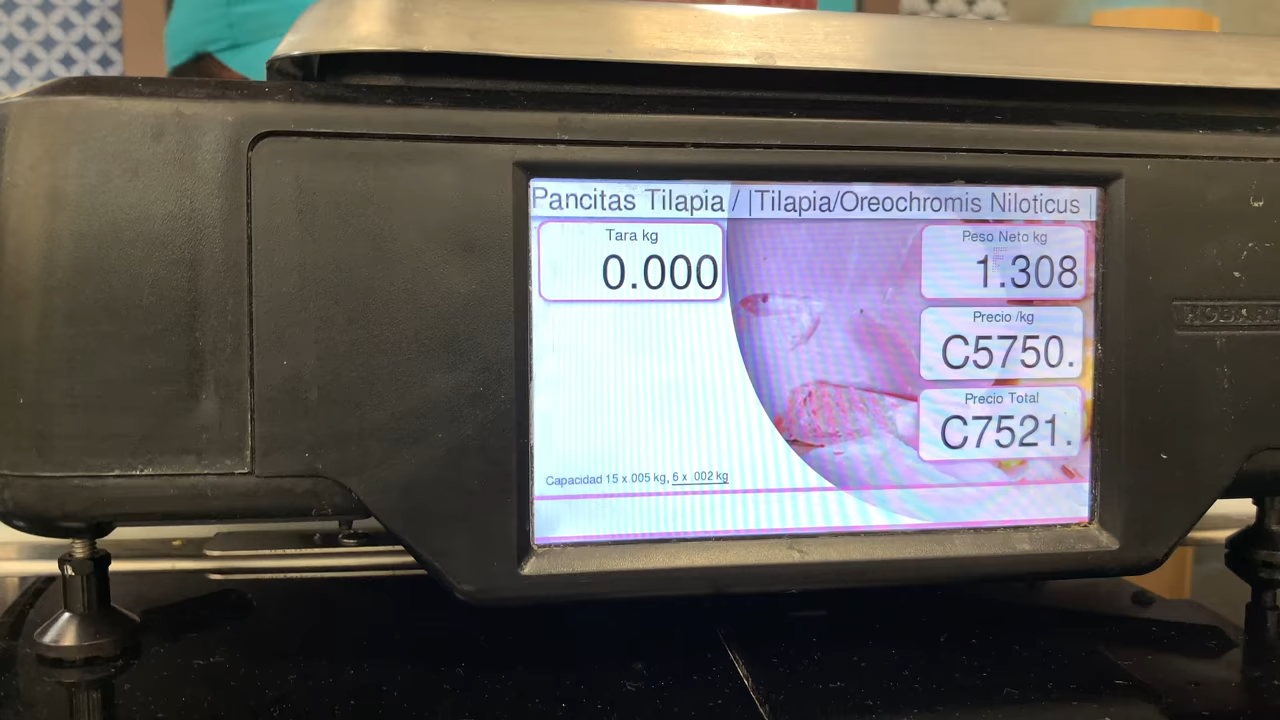 Pancitas Tilapia / |Tilapia/Oreochromis Niloticus |
Tara kg
0.000
Peso Neto kg
1.308
Precio /kg
C5750.
Precio Total
C7521.
Capacidad 15 x .005 kg, 6 x .002 kg
HOBART